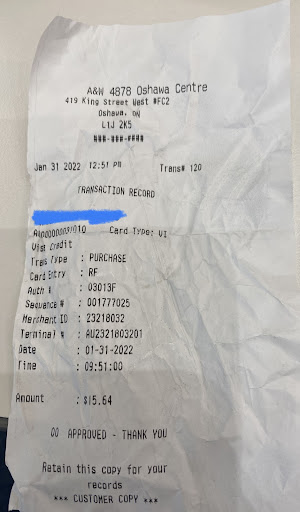 A&W 4878 Oshawa Centre
419 King Street West #FC2
Oshawa, ON
L1J 2K5
###-###-####
Jan 31 2022 12:51 PM Trans# 120
TRANSACTION RECORD
A0000000031010 Card Type: VI
Visa Credit
Trans Type : PURCHASE
Card Entry : RF
Auth # : 03013F
Sequence # : 001777025
Merchant ID : 23218032
Terminal # : AU2321803201
Date : 01-31-2022
Time : 09:51:00
Amount : $15.64
00 APPROVED - THANK YOU
Retain this copy for your
records
*** CUSTOMER COPY ***